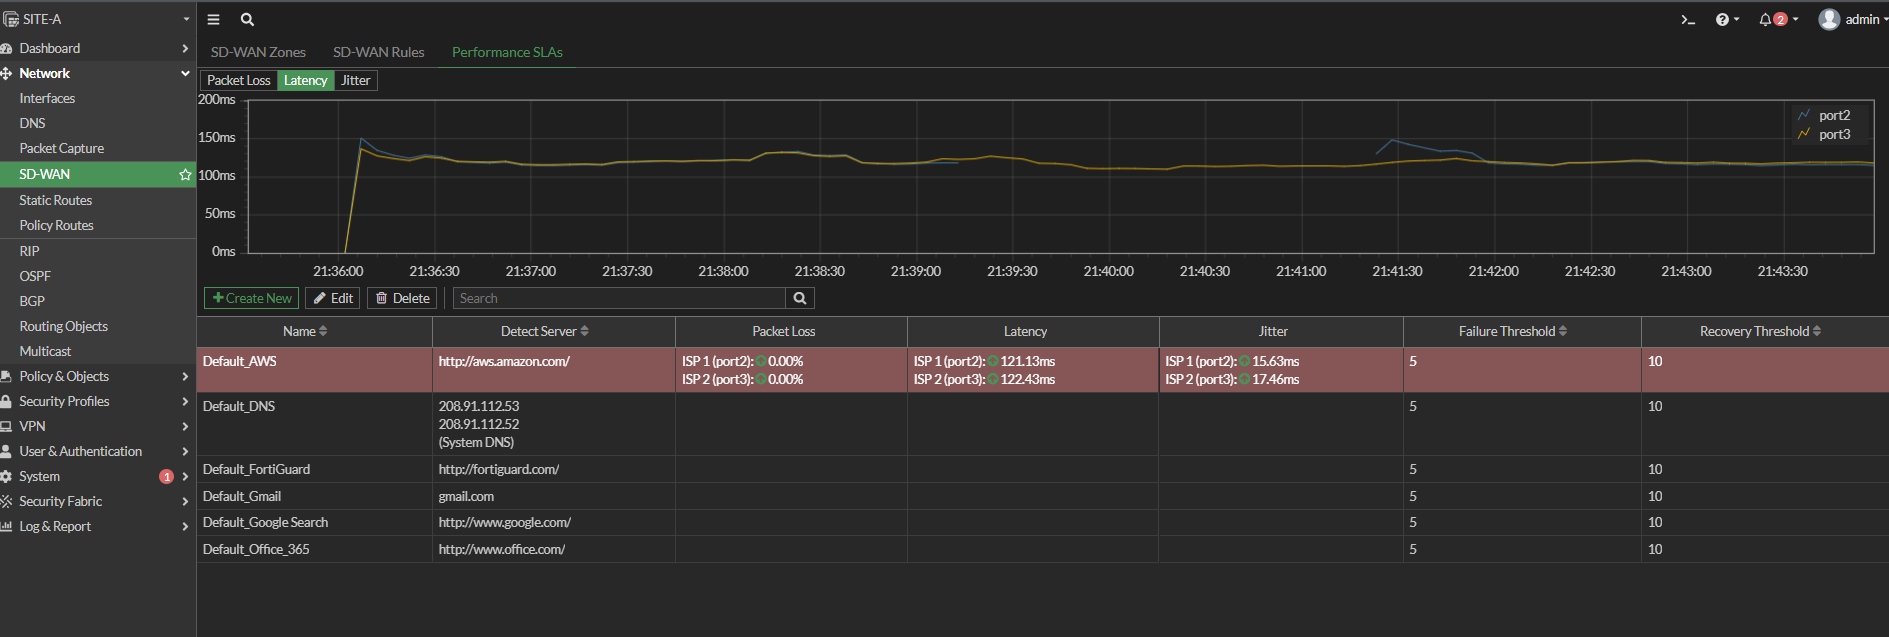 SITE-A
admin
2
Dashboard
Network
Interfaces
DNS
Packet Capture
SD-WAN
Static Routes
Policy Routes
RIP
OSPF
BGP
Routing Objects
Multicast
Policy & Objects
Security Profiles
VPN
User & Authentication
System 1
Security Fabric
Log & Report
SD-WAN Zones SD-WAN Rules Performance SLAs
Packet Loss Latency Jitter
200ms
150ms
100ms
50ms
0ms
port2
port3
21:36:00 21:36:30 21:37:00 21:37:30 21:38:00 21:38:30 21:39:00 21:39:30 21:40:00 21:40:30 21:41:00 21:41:30 21:42:00 21:42:30 21:43:00 21:43:30
+Create New Edit Delete Search
Name Detect Server Packet Loss Latency Jitter Failure Threshold Recovery Threshold
Default_AWS http://aws.amazon.com/ ISP 1 (port2): 0.00% ISP 1 (port2): 121.13ms ISP 1 (port2): 15.63ms 5 10
ISP 2 (port3): 0.00% ISP 2 (port3): 122.43ms ISP 2 (port3): 17.46ms
Default_DNS 208.91.112.53 5 10
208.91.112.52
(System DNS)
Default_FortiGuard http://fortiguard.com/ 5 10
Default_Gmail gmail.com 5 10
Default_Google Search http://www.google.com/ 5 10
Default_Office_365 http://www.office.com/ 5 10